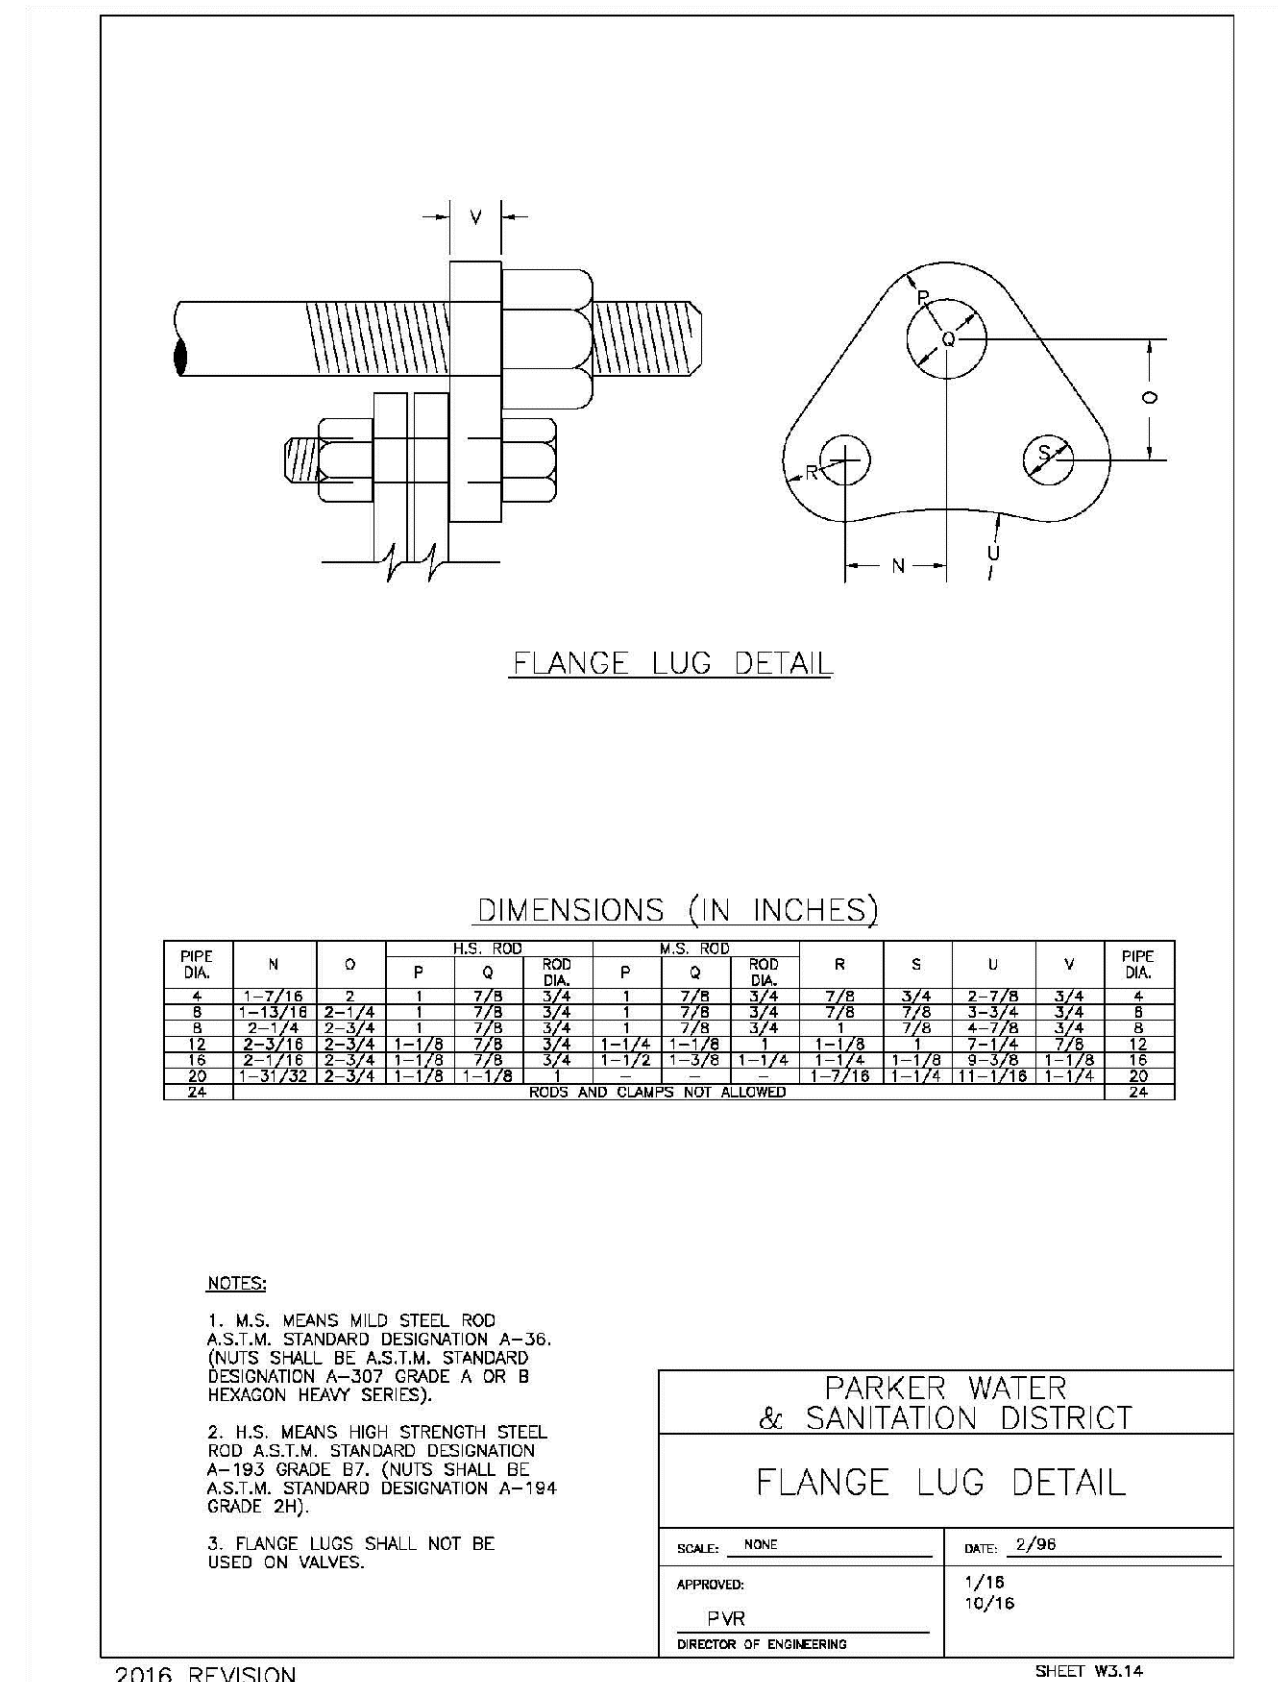 V
P
Q
O
S
R
N
U
FLANGE LUG DETAIL
DIMENSIONS (IN INCHES)
PIPE DIA. N O H.S. ROD M.S. ROD R S U V PIPE DIA.
P Q ROD DIA. P Q ROD DIA.
4 1-7/16 2 1 7/8 3/4 1 7/8 3/4 7/8 3/4 2-7/8 3/4 4
6 1-13/16 2-1/4 1 7/8 3/4 1 7/8 3/4 7/8 7/8 3-3/4 3/4 6
8 2-1/4 2-3/4 1 7/8 3/4 1 7/8 3/4 1 7/8 4-7/8 3/4 8
12 2-3/16 2-3/4 1-1/8 7/8 3/4 1-1/4 1-1/8 1 1-1/8 1 7-1/4 7/8 12
16 2-1/16 2-3/4 1-1/8 7/8 3/4 1-1/2 1-3/8 1-1/4 1-1/4 1-1/8 9-3/8 1-1/8 16
20 1-31/32 2-3/4 1-1/8 1-1/8 1 - - - 1-7/16 1-1/4 11-1/16 1-1/4 20
24 RODS AND CLAMPS NOT ALLOWED 24
NOTES:
1. M.S. MEANS MILD STEEL ROD
A.S.T.M. STANDARD DESIGNATION A-36.
(NUTS SHALL BE A.S.T.M. STANDARD
DESIGNATION A-307 GRADE A OR B
HEXAGON HEAVY SERIES).
2. H.S. MEANS HIGH STRENGTH STEEL
ROD A.S.T.M. STANDARD DESIGNATION
A-193 GRADE B7. (NUTS SHALL BE
A.S.T.M. STANDARD DESIGNATION A-194
GRADE 2H).
3. FLANGE LUGS SHALL NOT BE
USED ON VALVES.
PARKER WATER
& SANITATION DISTRICT
FLANGE LUG DETAIL
SCALE: NONE
DATE: 2/96
APPROVED:
1/16
10/16
PVR
DIRECTOR OF ENGINEERING
2016 REVISION
SHEET W3.14